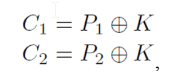 C₁ = P₁ ⊕ K
C₂ = P₂ ⊕ K,